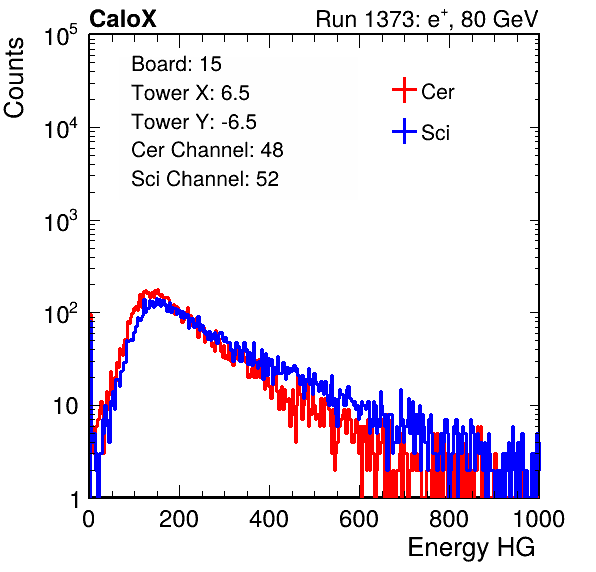 CaloX Run 1373: e⁺, 80 GeV
Counts
10⁵
10⁴
10³
10²
10
1
Board: 15
Tower X: 6.5
Tower Y: -6.5
Cer Channel: 48
Sci Channel: 52
Cer
Sci
0 200 400 600 800 1000
Energy HG